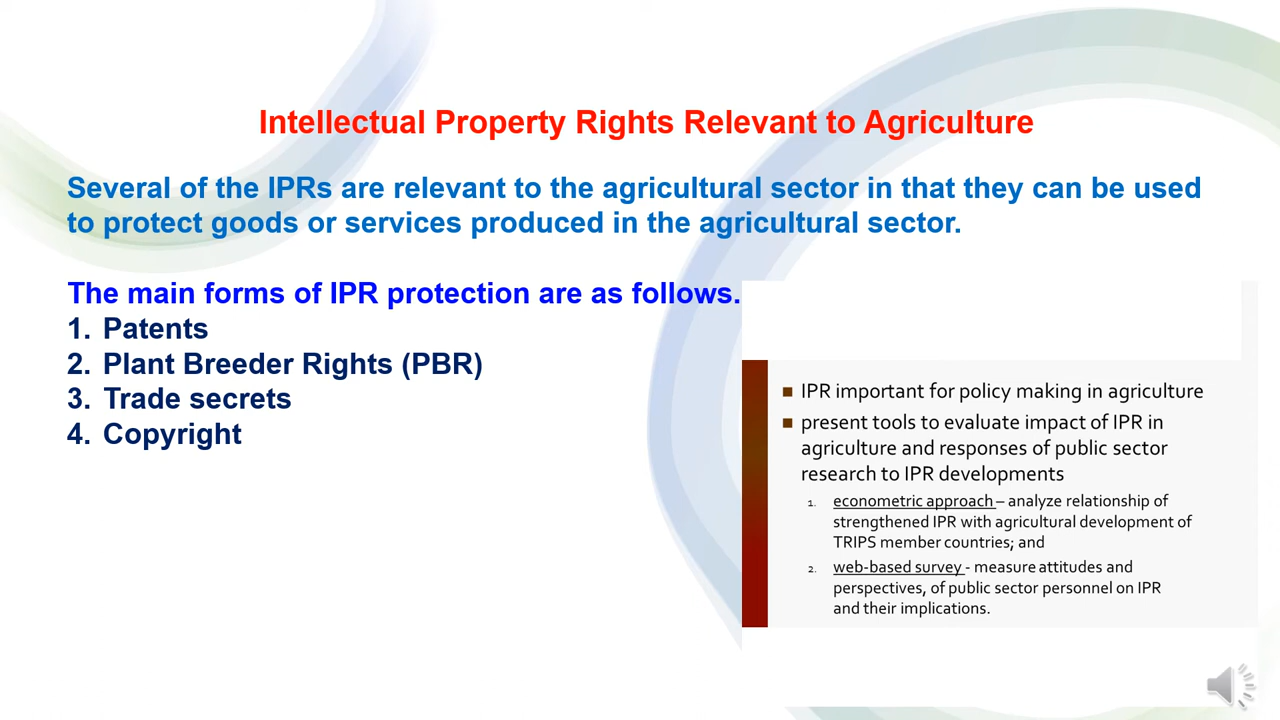 Intellectual Property Rights Relevant to Agriculture
Several of the IPRs are relevant to the agricultural sector in that they can be used
to protect goods or services produced in the agricultural sector.
The main forms of IPR protection are as follows.
1. Patents
2. Plant Breeder Rights (PBR)
3. Trade secrets
4. Copyright
■ IPR important for policy making in agriculture
■ present tools to evaluate impact of IPR in
agriculture and responses of public sector
research to IPR developments
1. econometric approach – analyze relationship of
strengthened IPR with agricultural development of
TRIPS member countries; and
2. web-based survey - measure attitudes and
perspectives, of public sector personnel on IPR
and their implications.